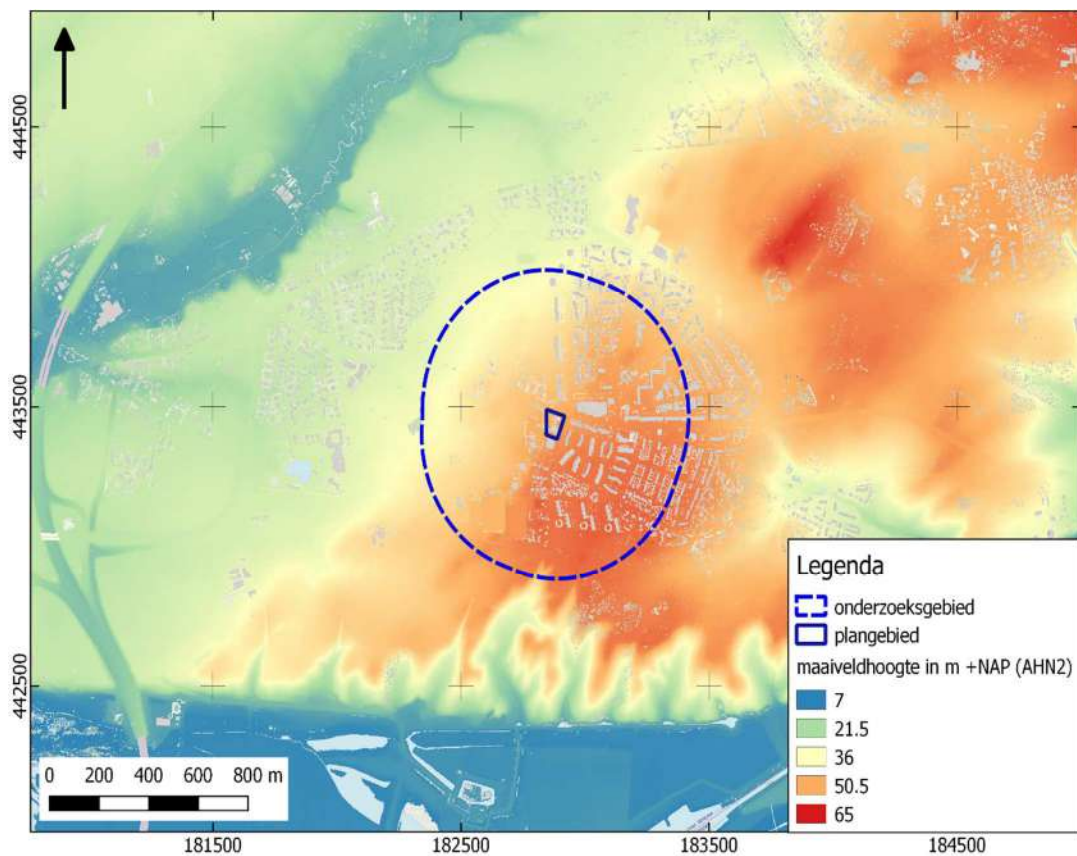 444500
443500
442500
181500
182500
183500
184500
0 200 400 600 800 m
Legenda
onderzoeksgebied
plangebied
maaiveldhoogte in m +NAP (AHN2)
7
21.5
36
50.5
65